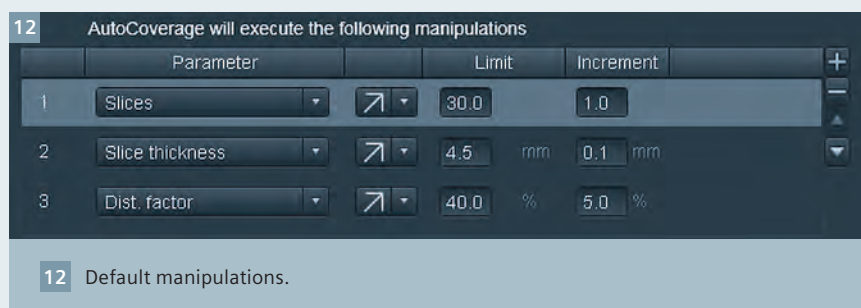 12 AutoCoverage will execute the following manipulations
Parameter Limit Increment
1 Slices 30.0 1.0
2 Slice thickness 4.5 mm 0.1 mm
3 Dist. factor 40.0 % 5.0 %
12 Default manipulations.